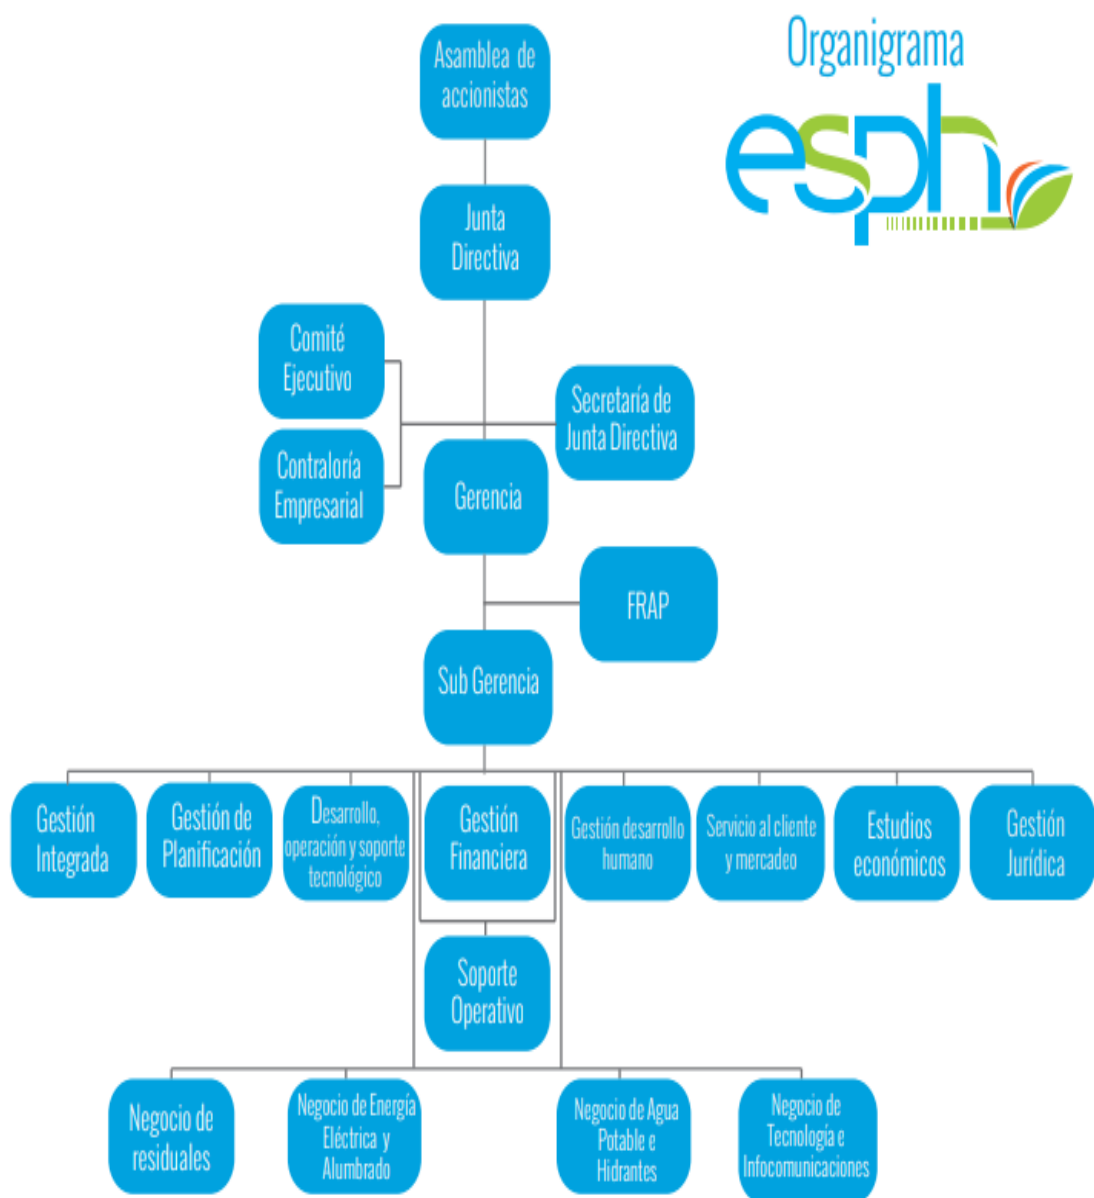 Organigrama
esph
Asamblea de
accionistas
Junta
Directiva
Comité
Ejecutivo
Secretaría de
Junta Directiva
Contraloría
Empresarial
Gerencia
FRAP
Sub Gerencia
Gestión
Integrada
Gestión de
Planificación
Desarrollo,
operación y soporte
tecnológico
Gestión
Financiera
Gestión desarrollo
humano
Servicio al cliente
y mercadeo
Estudios
económicos
Gestión
Jurídica
Soporte
Operativo
Negocio de
residuales
Negocio de Energía
Eléctrica y
Alumbrado
Negocio de Agua
Potable e
Hidrantes
Negocio de
Tecnología e
Infocomunicaciones